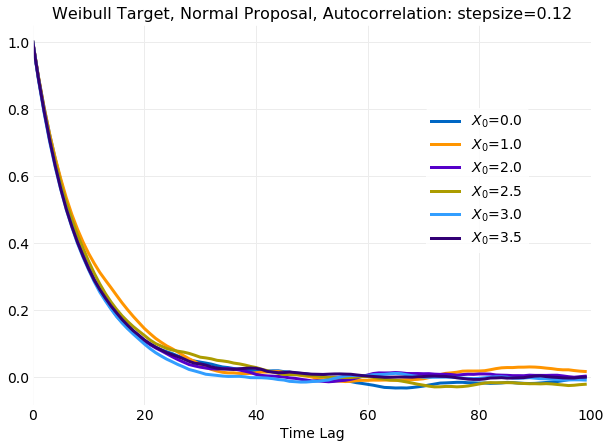 Weibull Target, Normal Proposal, Autocorrelation: stepsize=0.12
1.0
0.8
0.6
0.4
0.2
0.0
X₀=0.0
X₀=1.0
X₀=2.0
X₀=2.5
X₀=3.0
X₀=3.5
0 20 40 60 80 100
Time Lag